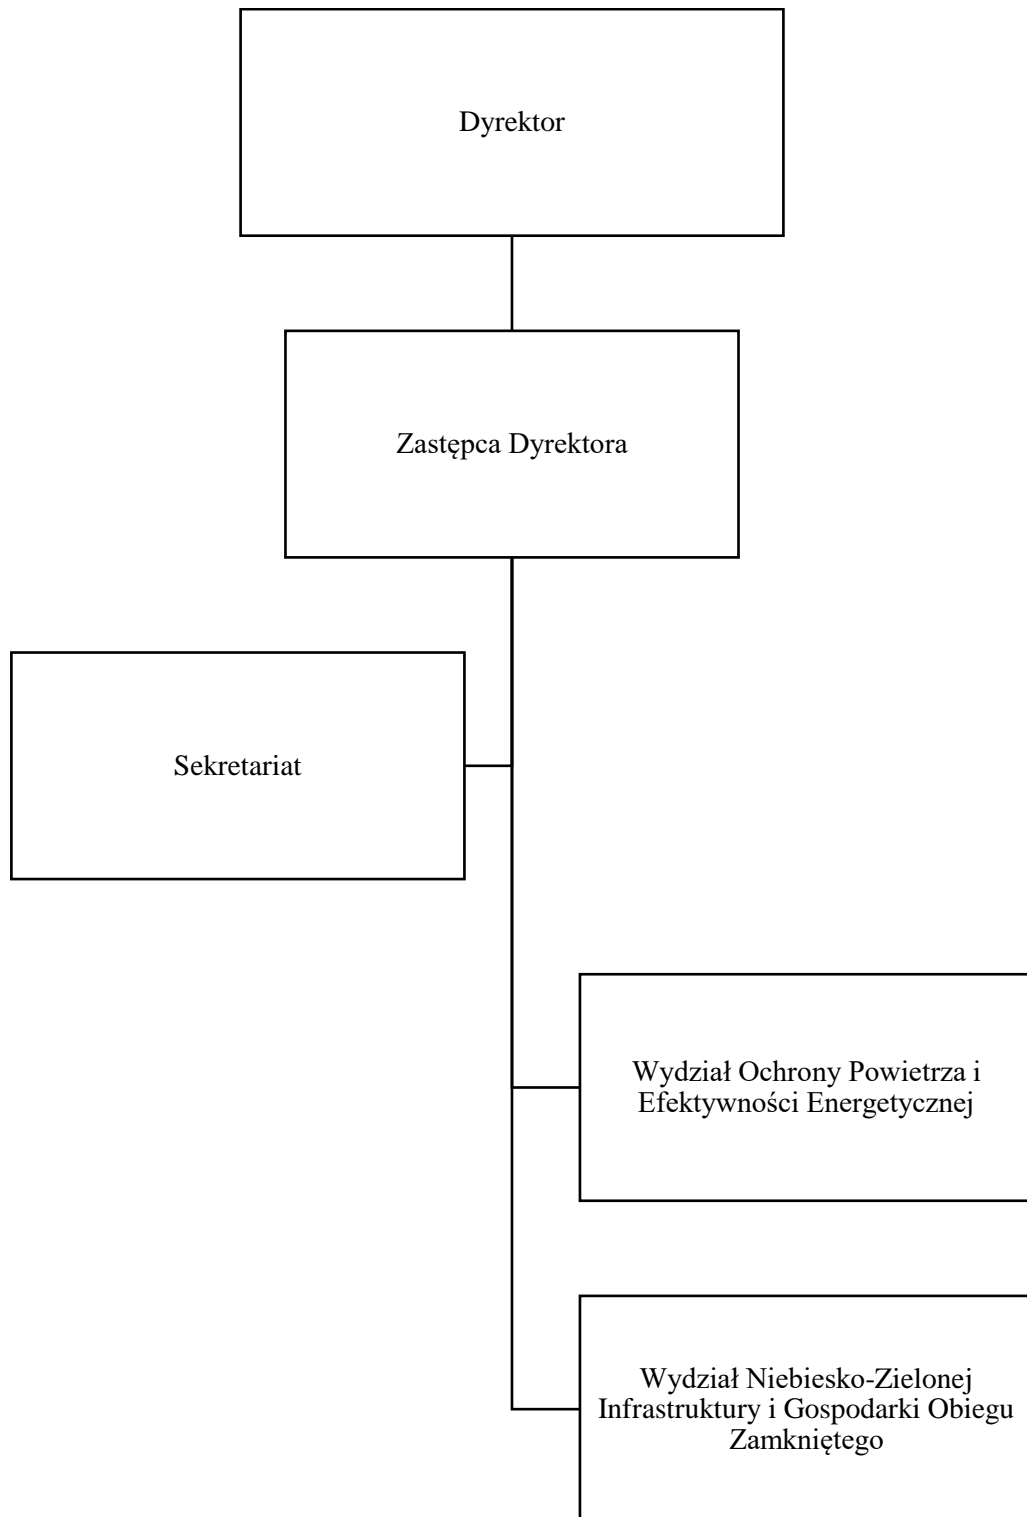 Dyrektor
Zastępca Dyrektora
Sekretariat
Wydział Ochrony Powietrza i
Efektywności Energetycznej
Wydział Niebiesko-Zielonej
Infrastruktury i Gospodarki Obiegu
Zamkniętego